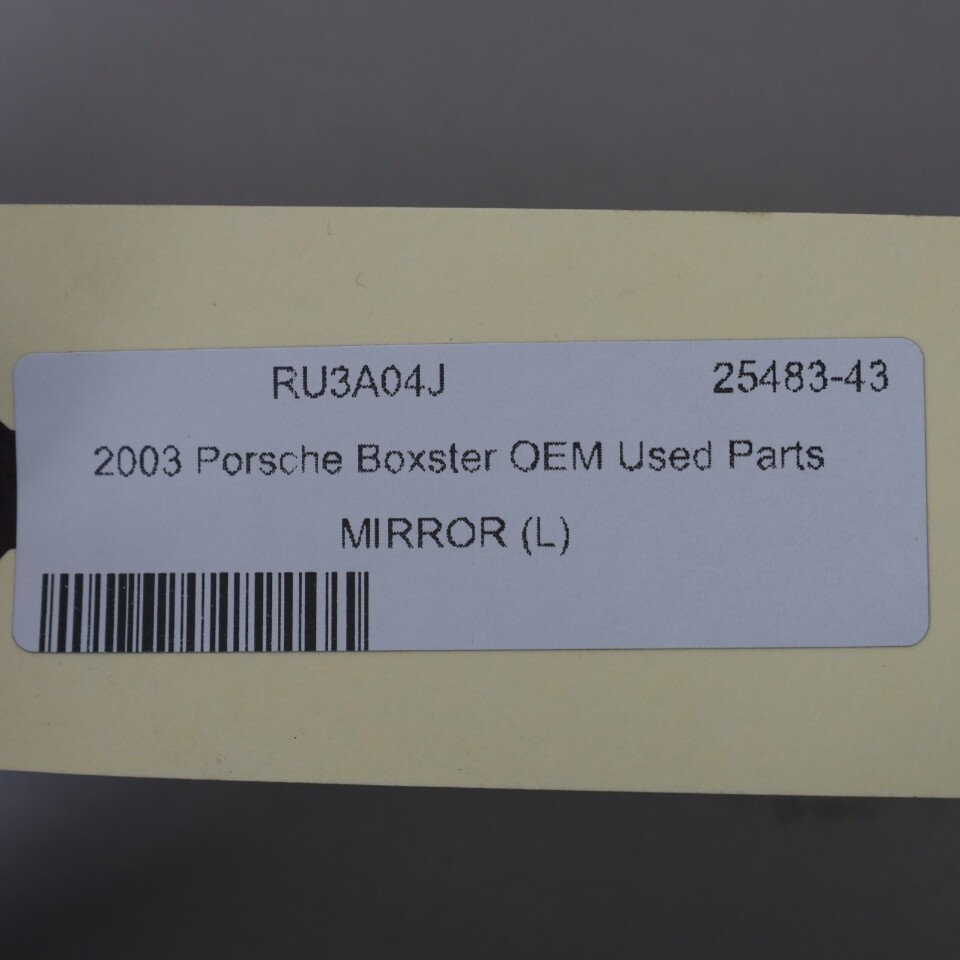 RU3A04J 25483-43
2003 Porsche Boxster OEM Used Parts
MIRROR (L)